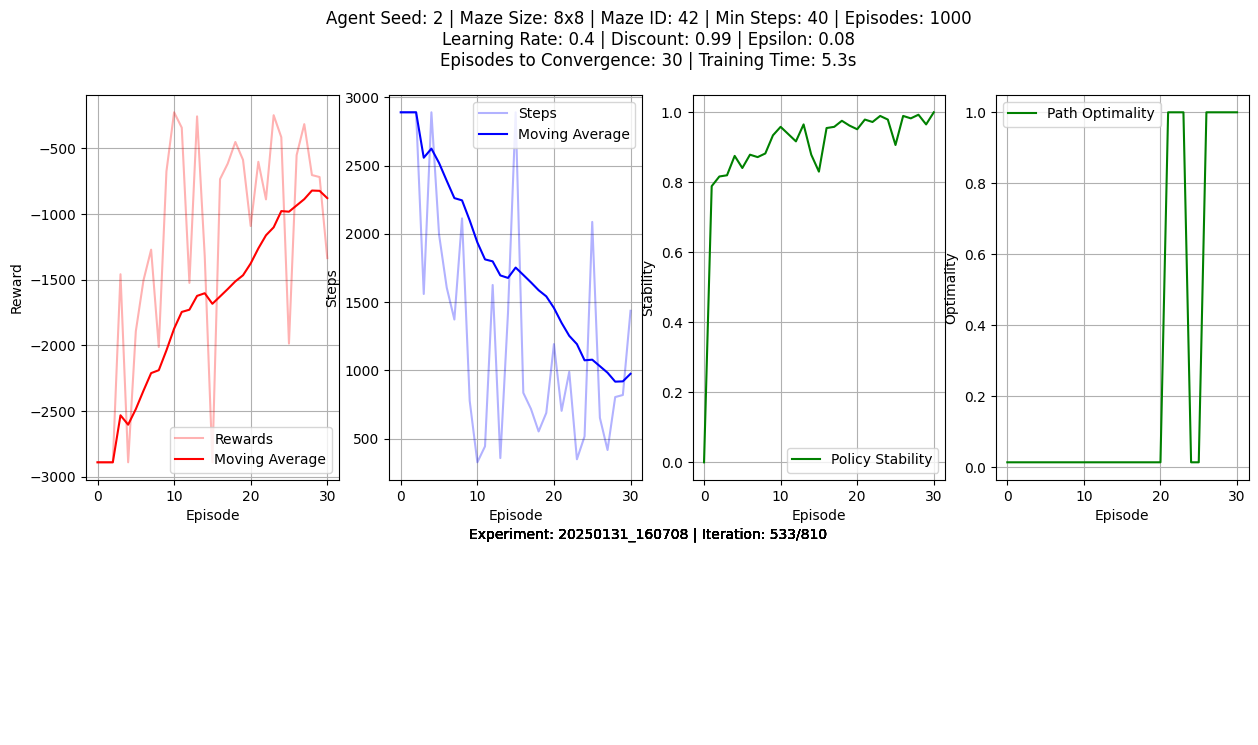 Agent Seed: 2 | Maze Size: 8x8 | Maze ID: 42 | Min Steps: 40 | Episodes: 1000
Learning Rate: 0.4 | Discount: 0.99 | Epsilon: 0.08
Episodes to Convergence: 30 | Training Time: 5.3s
Reward
−500
−1000
−1500
−2000
−2500
−3000
Rewards
Moving Average
0
10
20
30
Episode
Steps
3000
2500
2000
1500
1000
500
Steps
Moving Average
0
10
20
30
Episode
Stability
1.0
0.8
0.6
0.4
0.2
0.0
Policy Stability
0
10
20
30
Episode
Optimality
1.0
0.8
0.6
0.4
0.2
0.0
Path Optimality
0
10
20
30
Episode
Experiment: 20250131_160708 | Iteration: 533/810